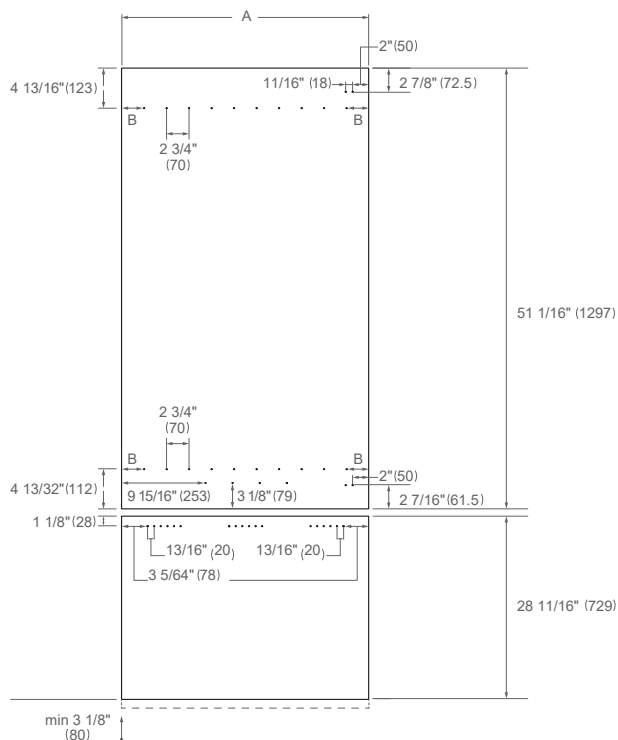 A
2"(50)
4 13/16"(123)
11/16" (18)
2 7/8" (72.5)
B
B
2 3/4"
(70)
51 1/16" (1297)
2 3/4"
(70)
B
B
2"(50)
4 13/32"(112)
9 15/16" (253)
3 1/8" (79)
2 7/16"(61.5)
1 1/8"(28)
13/16" (20)
13/16" (20)
3 5/64" (78)
28 11/16" (729)
min 3 1/8"
(80)